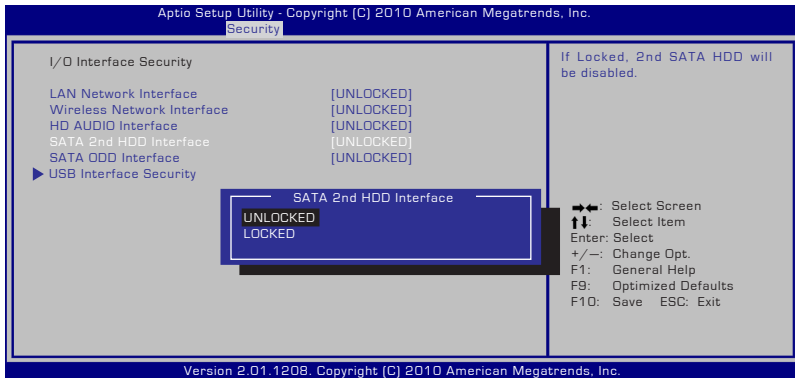 Aptio Setup Utility - Copyright (C) 2010 American Megatrends, Inc.
Security
I/O Interface Security
LAN Network Interface [UNLOCKED]
Wireless Network Interface [UNLOCKED]
HD AUDIO Interface [UNLOCKED]
SATA 2nd HDD Interface [UNLOCKED]
SATA ODD Interface [UNLOCKED]
USB Interface Security
SATA 2nd HDD Interface
UNLOCKED
LOCKED
If Locked, 2nd SATA HDD will
be disabled.
→←: Select Screen
↑↓: Select Item
Enter: Select
+/—: Change Opt.
F1: General Help
F9: Optimized Defaults
F10: Save ESC: Exit
Version 2.01.1208. Copyright (C) 2010 American Megatrends, Inc.